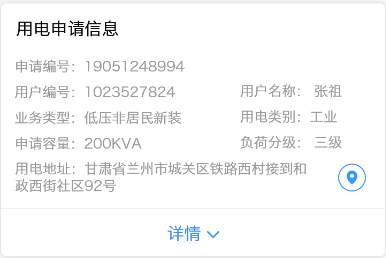 用电申请信息
申请编号：19051248994
用户编号：1023527824 用户名称： 张祖
业务类型：低压非居民新装 用电类别：工业
申请容量：200KVA 负荷分级： 三级
用电地址：甘肃省兰州市城关区铁路西村接到和
政西街社区92号
详情